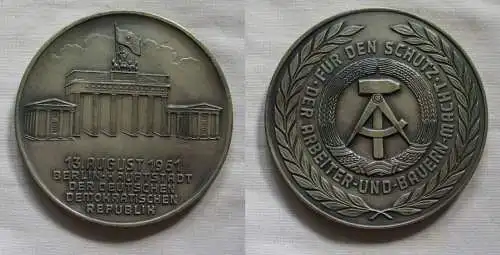 13. AUGUST 1961
BERLIN-HAUPTSTADT
DER DEUTSCHEN
DEMOKRATISCHEN
REPUBLIK
FÜR DEN SCHUTZ
DER ARBEITER-UND-BAUERN-MACHT